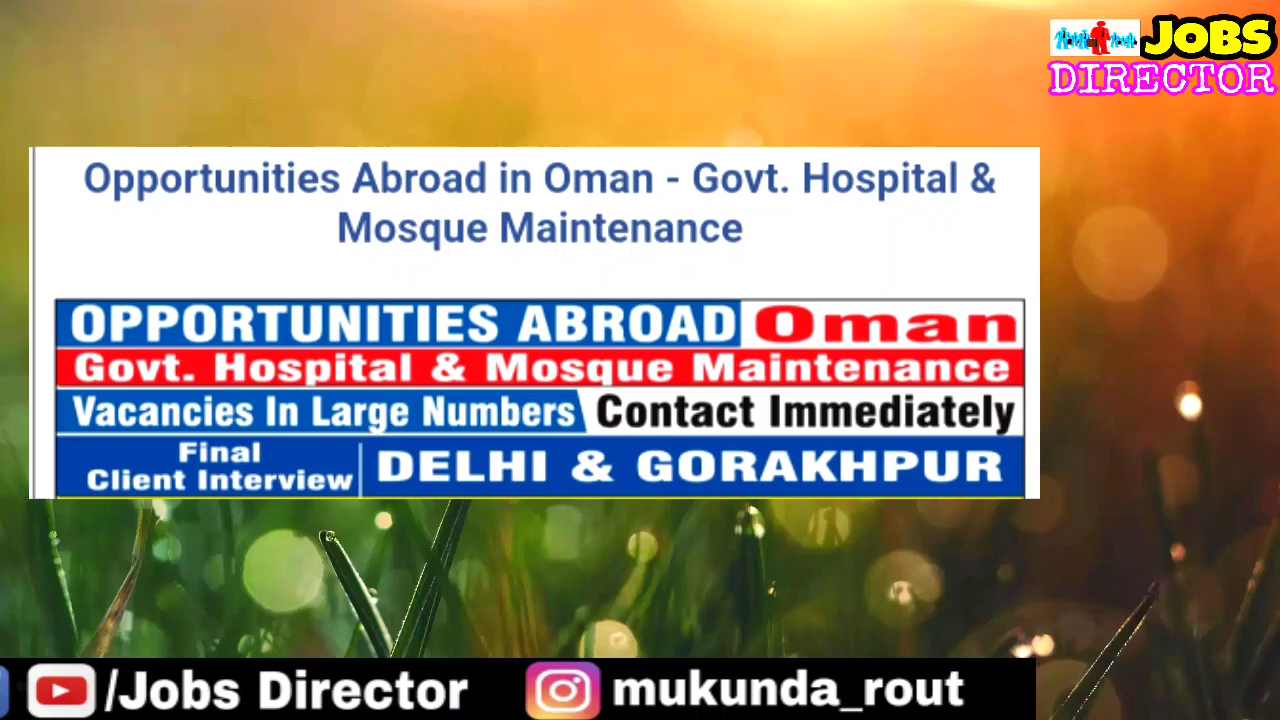 JOBS
DIRECTOR
Opportunities Abroad in Oman - Govt. Hospital &
Mosque Maintenance
OPPORTUNITIES ABROAD Oman
Govt. Hospital & Mosque Maintenance
Vacancies In Large Numbers Contact Immediately
Final
Client Interview
DELHI & GORAKHPUR
/Jobs Director mukunda_rout